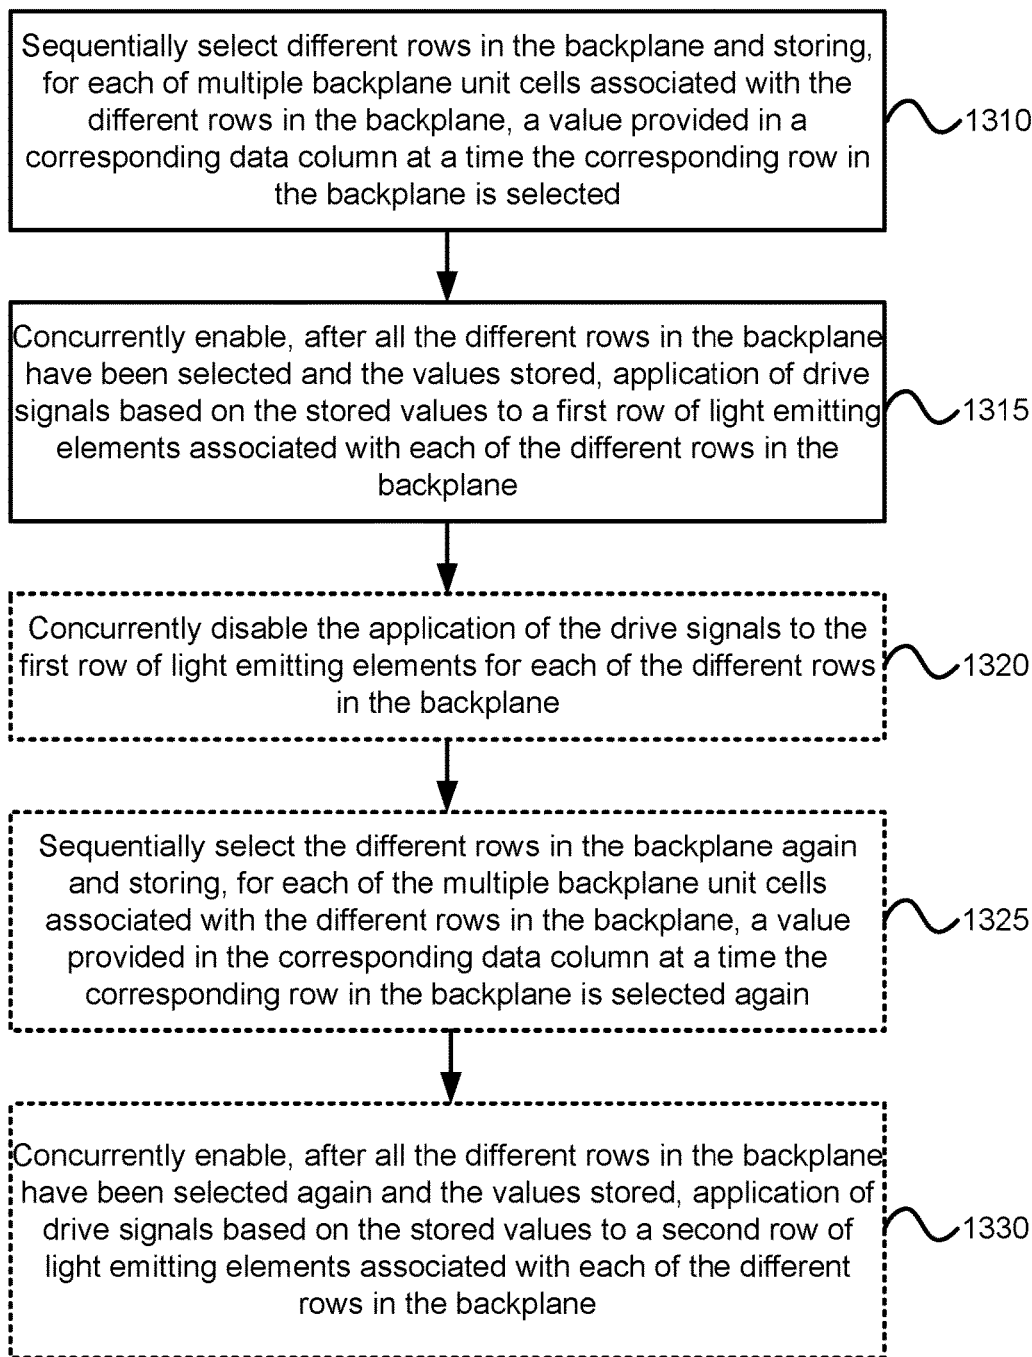 Sequentially select different rows in the backplane and storing,
for each of multiple backplane unit cells associated with the
different rows in the backplane, a value provided in a
corresponding data column at a time the corresponding row in
the backplane is selected
1310
Concurrently enable, after all the different rows in the backplane
have been selected and the values stored, application of drive
signals based on the stored values to a first row of light emitting
elements associated with each of the different rows in the
backplane
1315
Concurrently disable the application of the drive signals to the
first row of light emitting elements for each of the different rows
in the backplane
1320
Sequentially select the different rows in the backplane again
and storing, for each of the multiple backplane unit cells
associated with the different rows in the backplane, a value
provided in the corresponding data column at a time the
corresponding row in the backplane is selected again
1325
Concurrently enable, after all the different rows in the backplane
have been selected again and the values stored, application of
drive signals based on the stored values to a second row of
light emitting elements associated with each of the different
rows in the backplane
1330